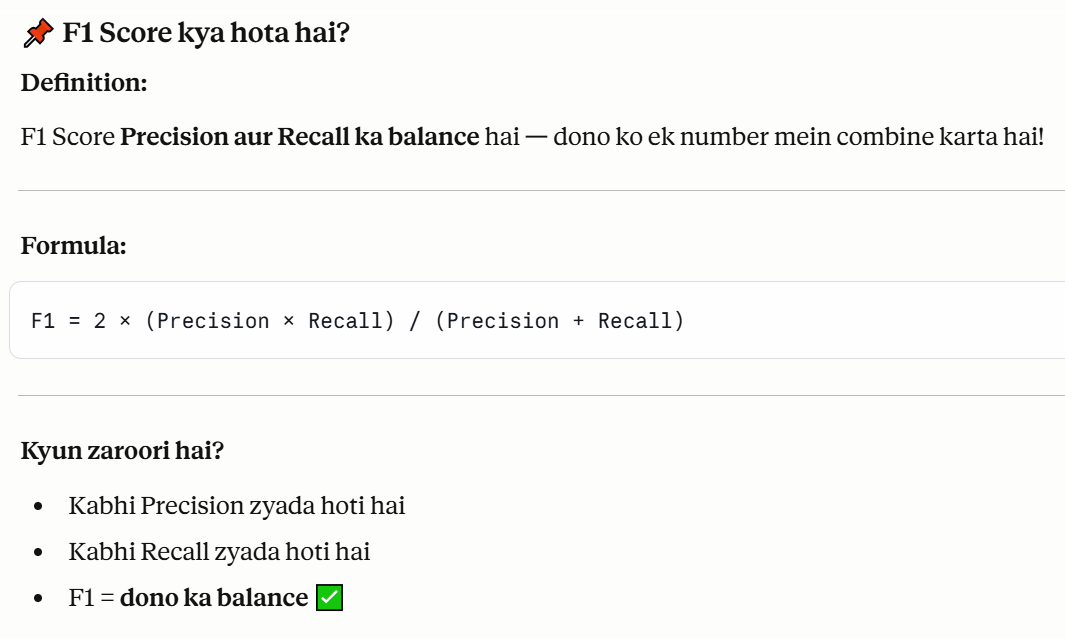 📌 F1 Score kya hota hai?
Definition:
F1 Score Precision aur Recall ka balance hai — dono ko ek number mein combine karta hai!
Formula:
F1 = 2 × (Precision × Recall) / (Precision + Recall)
Kyun zaroori hai?
• Kabhi Precision zyada hoti hai
• Kabhi Recall zyada hoti hai
• F1 = dono ka balance ✅